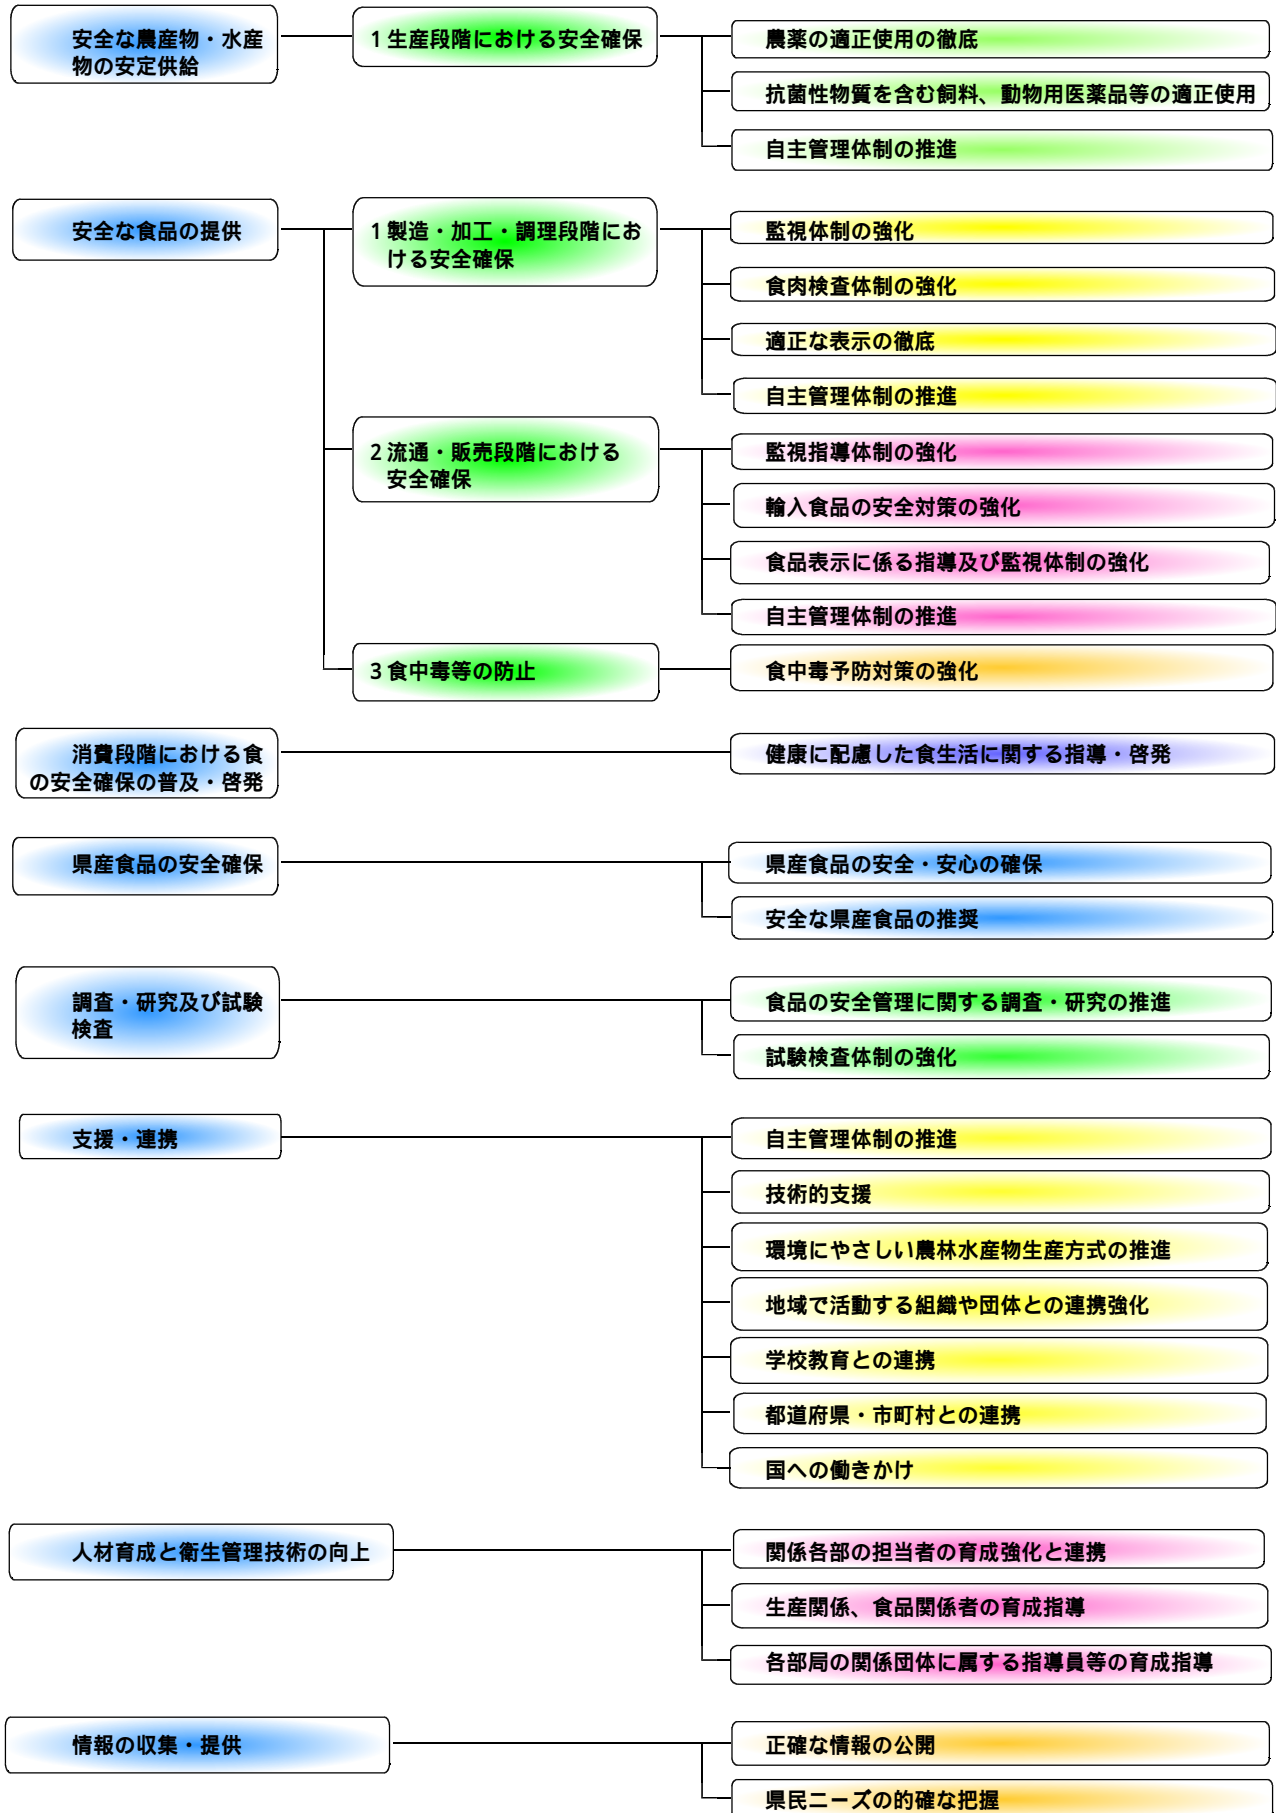 安全な農産物・水産
物の安定供給
1 生産段階における安全確保
農薬の適正使用の徹底
抗菌性物質を含む飼料、動物用医薬品等の適正使用
自主管理体制の推進
安全な食品の提供
1 製造・加工・調理段階にお
ける安全確保
監視体制の強化
食肉検査体制の強化
適正な表示の徹底
自主管理体制の推進
2 流通・販売段階における
安全確保
監視指導体制の強化
輸入食品の安全対策の強化
食品表示に係る指導及び監視体制の強化
自主管理体制の推進
3 食中毒等の防止
食中毒予防対策の強化
消費段階における食
の安全確保の普及・啓発
健康に配慮した食生活に関する指導・啓発
県産食品の安全確保
県産食品の安全・安心の確保
安全な県産食品の推奨
調査・研究及び試験
検査
食品の安全管理に関する調査・研究の推進
試験検査体制の強化
支援・連携
自主管理体制の推進
技術的支援
環境にやさしい農林水産物生産方式の推進
地域で活動する組織や団体との連携強化
学校教育との連携
都道府県・市町村との連携
国への働きかけ
人材育成と衛生管理技術の向上
関係各部の担当者の育成強化と連携
生産関係、食品関係者の育成指導
各部局の関係団体に属する指導員等の育成指導
情報の収集・提供
正確な情報の公開
県民ニーズの的確な把握